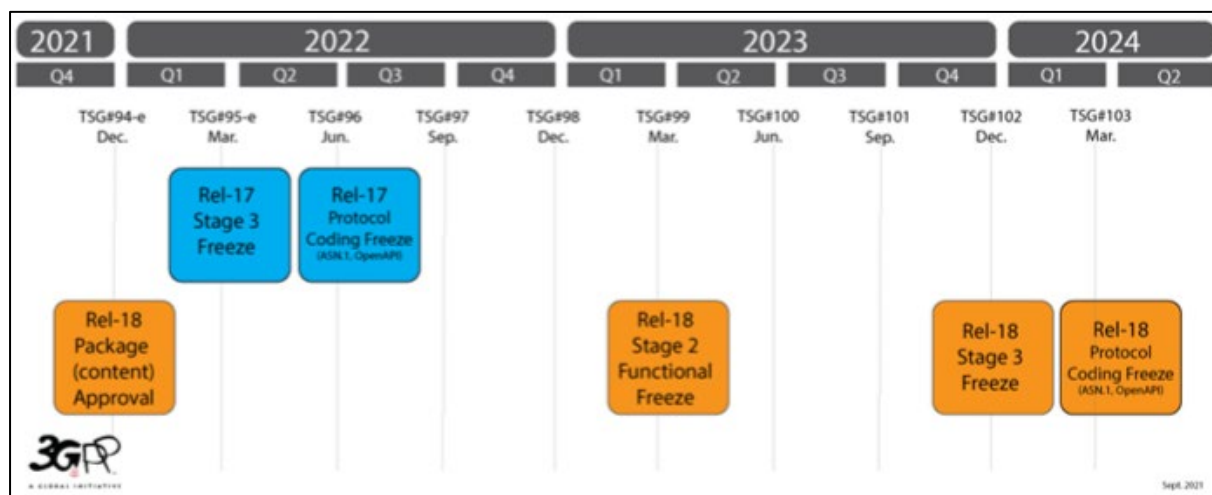 2021 2022 2023 2024
Q4 Q1 Q2 Q3 Q4 Q1 Q2 Q3 Q4 Q1 Q2
TSG#94-e TSG#95-e TSG#96 TSG#97 TSG#98 TSG#99 TSG#100 TSG#101 TSG#102 TSG#103
Dec. Mar. Jun. Sep. Dec. Mar. Jun. Sep. Dec. Mar.
Rel-17
Stage 3
Freeze
Rel-17
Protocol
Coding Freeze
(ASN.1, OpenAPI)
Rel-18
Package
(content)
Approval
Rel-18
Stage 2
Functional
Freeze
Rel-18
Stage 3
Freeze
Rel-18
Protocol
Coding Freeze
(ASN.1, OpenAPI)
3GPP
A GLOBAL INITIATIVE
Sept. 2021